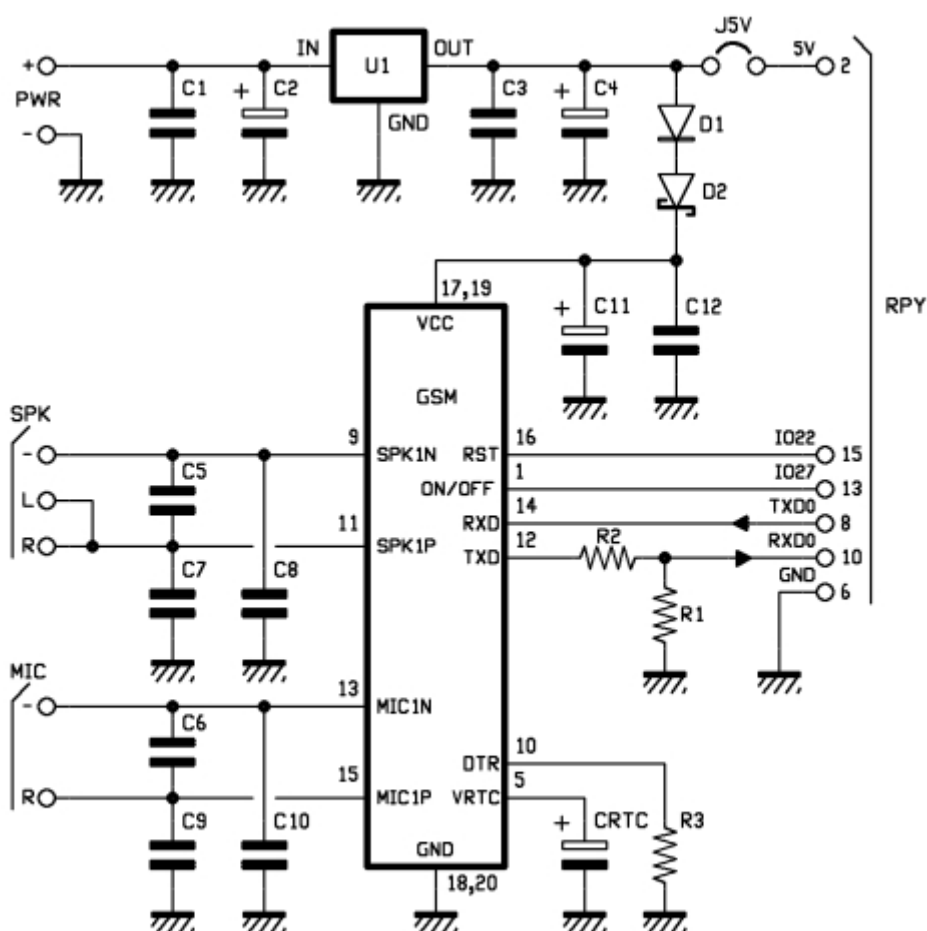 J5V
IN OUT 5V
+ U1 2
PWR C1 + C2 C3 + C4
- GND D1
D2
17,19
VCC + C11 C12 RPY
GSM
SPK
- 9 SPK1N RST 16 IO22 15
C5 ON/OFF 1 IO27 13
L 11 RXD 14 TXD0 8
R SPK1P TXD 12 R2 RXD0 10
C7 C8 GND 6
R1
MIC
- 13 MIC1N
C6 DTR 10
R 15 MIC1P VRTC 5
C9 C10 + CRTC R3
GND
18,20